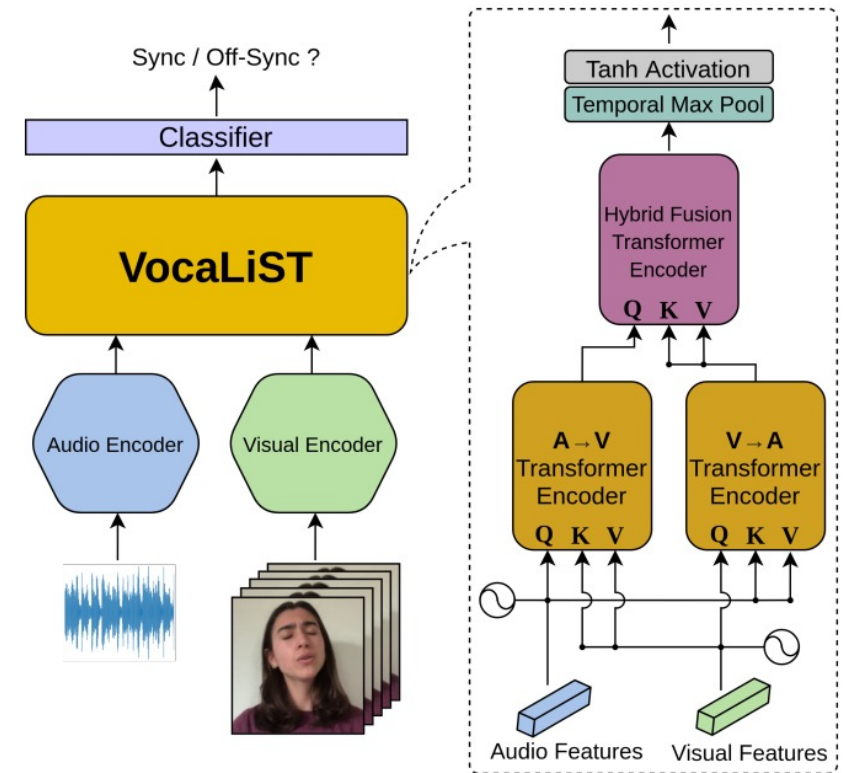 Sync / Off-Sync ?
Classifier
VocaLiST
Audio Encoder
Visual Encoder
Tanh Activation
Temporal Max Pool
Hybrid Fusion
Transformer
Encoder
Q K V
A→V
Transformer
Encoder
Q K V
V→A
Transformer
Encoder
Q K V
Audio Features
Visual Features